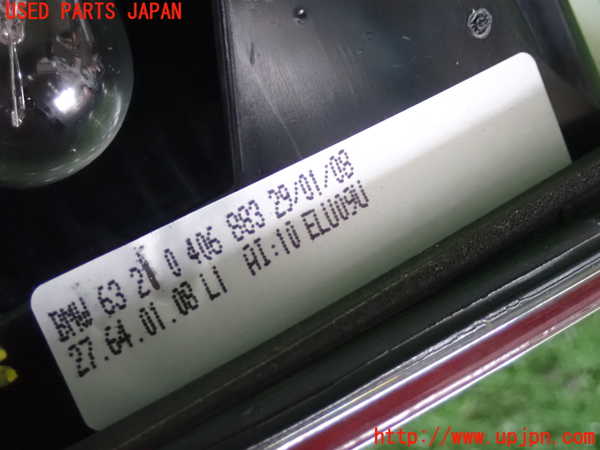 USED PARTS JAPAN
BMW 63 21 0 406 883 29/01/09
27.64.01.08 LI AI:10 ELU09U
http://www.upjpn.com/